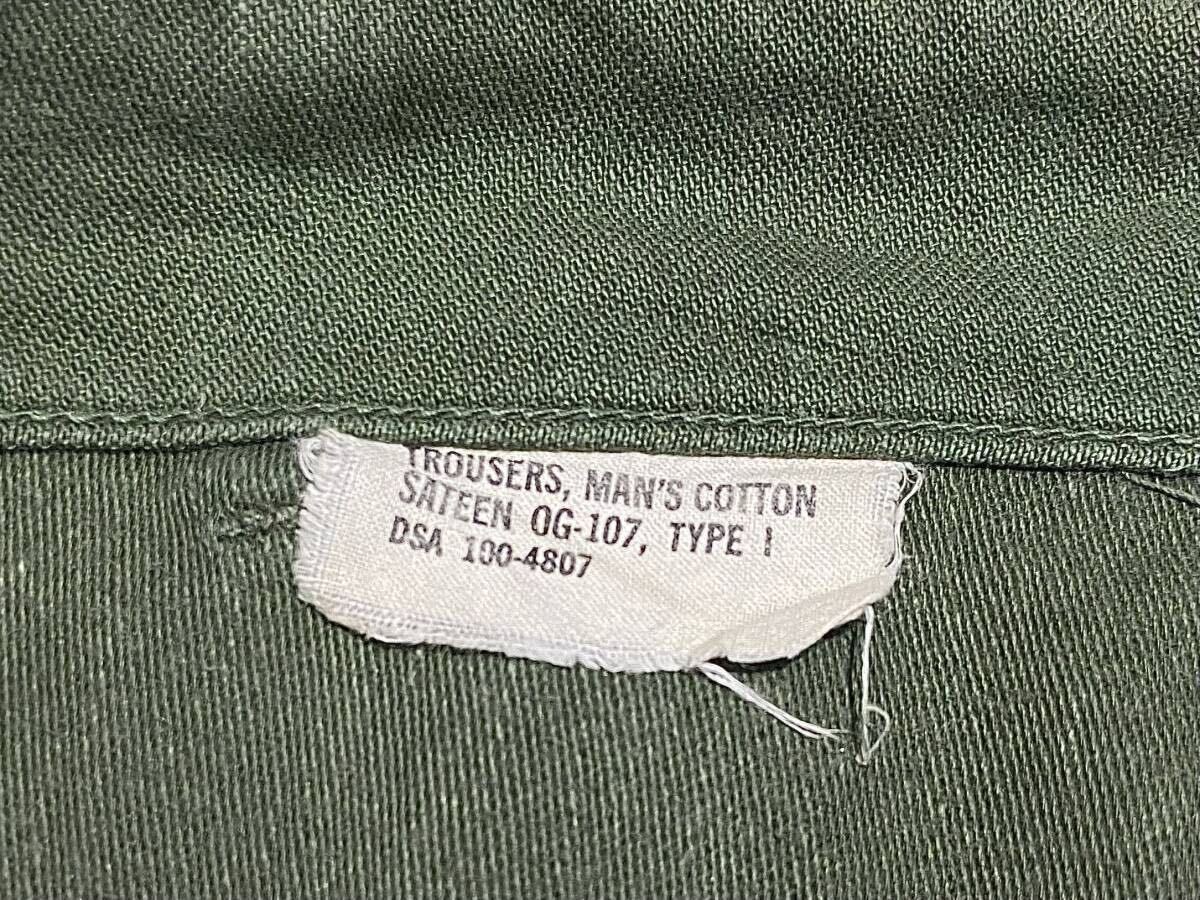 TROUSERS, MAN'S COTTON
SATEEN OG-107, TYPE I
DSA 100-4807